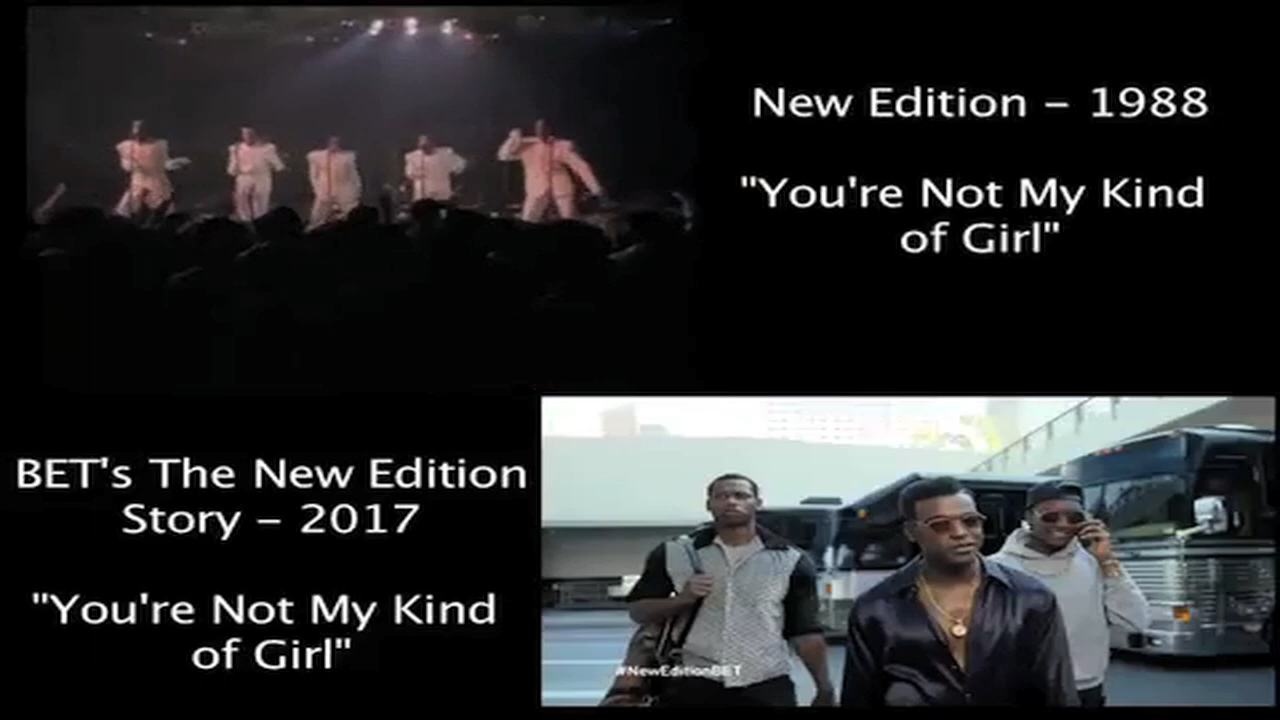 New Edition – 1988
"You're Not My Kind
of Girl"
BET's The New Edition
Story – 2017
"You're Not My Kind
of Girl"
#NewEditionBET